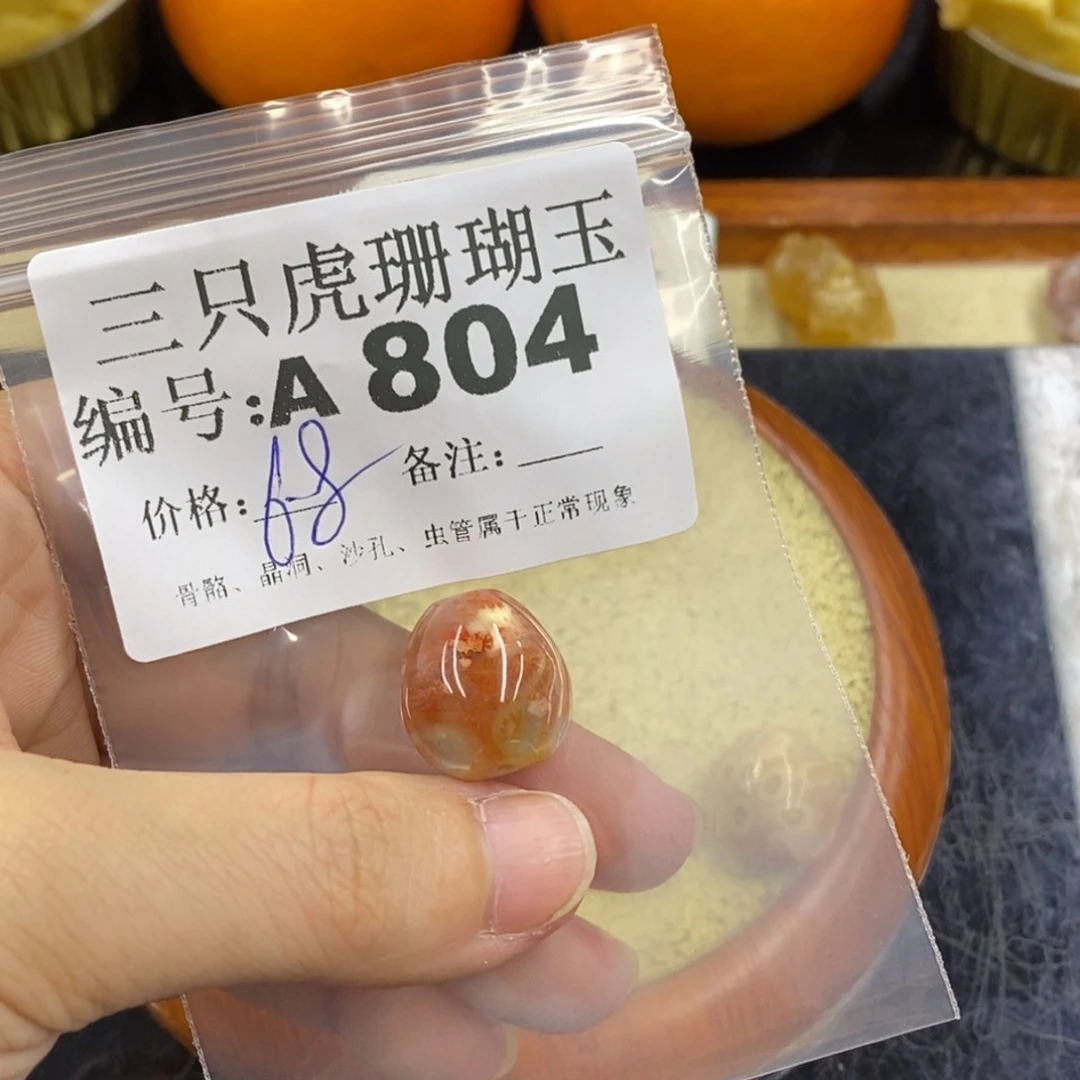 三只虎珊瑚玉
编号:A 804
价格: 备注:
骨骼、晶洞、沙孔、虫管属于正常现象